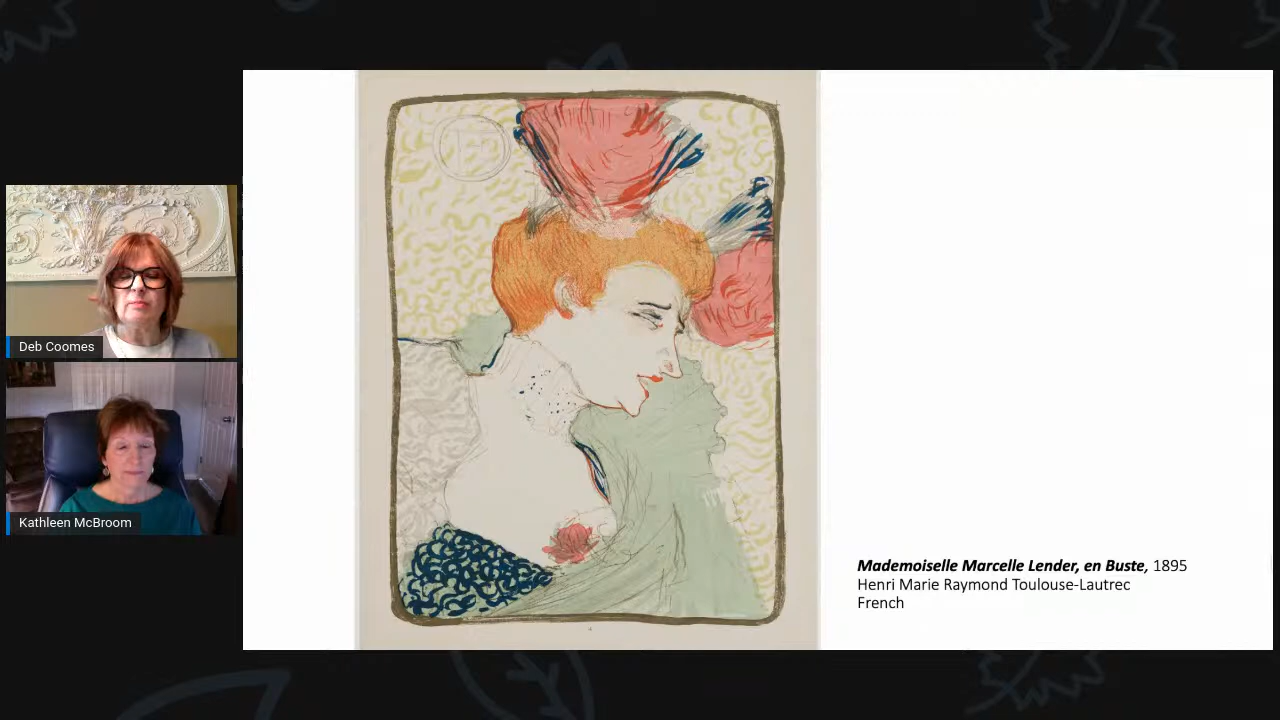 Deb Coomes
Kathleen McBroom
Mademoiselle Marcelle Lender, en Buste, 1895
Henri Marie Raymond Toulouse-Lautrec
French